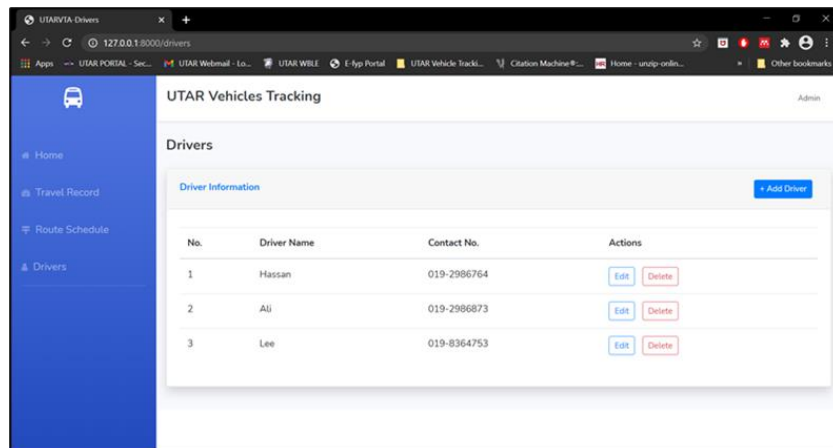 UTARVTA-Drivers
127.0.0.1:8000/drivers
Apps UTAR PORTAL - Sec... UTAR Webmail - Lo... UTAR WBLE E-fyp Portal UTAR Vehicle Tracki... Citation Machine®:... Home - unzip-onlin... » Other bookmarks
UTAR Vehicles Tracking Admin
Home
Travel Record
Route Schedule
Drivers
Drivers
Driver Information + Add Driver
No. Driver Name Contact No. Actions
1 Hassan 019-2986764 Edit Delete
2 Ali 019-2986873 Edit Delete
3 Lee 019-8364753 Edit Delete